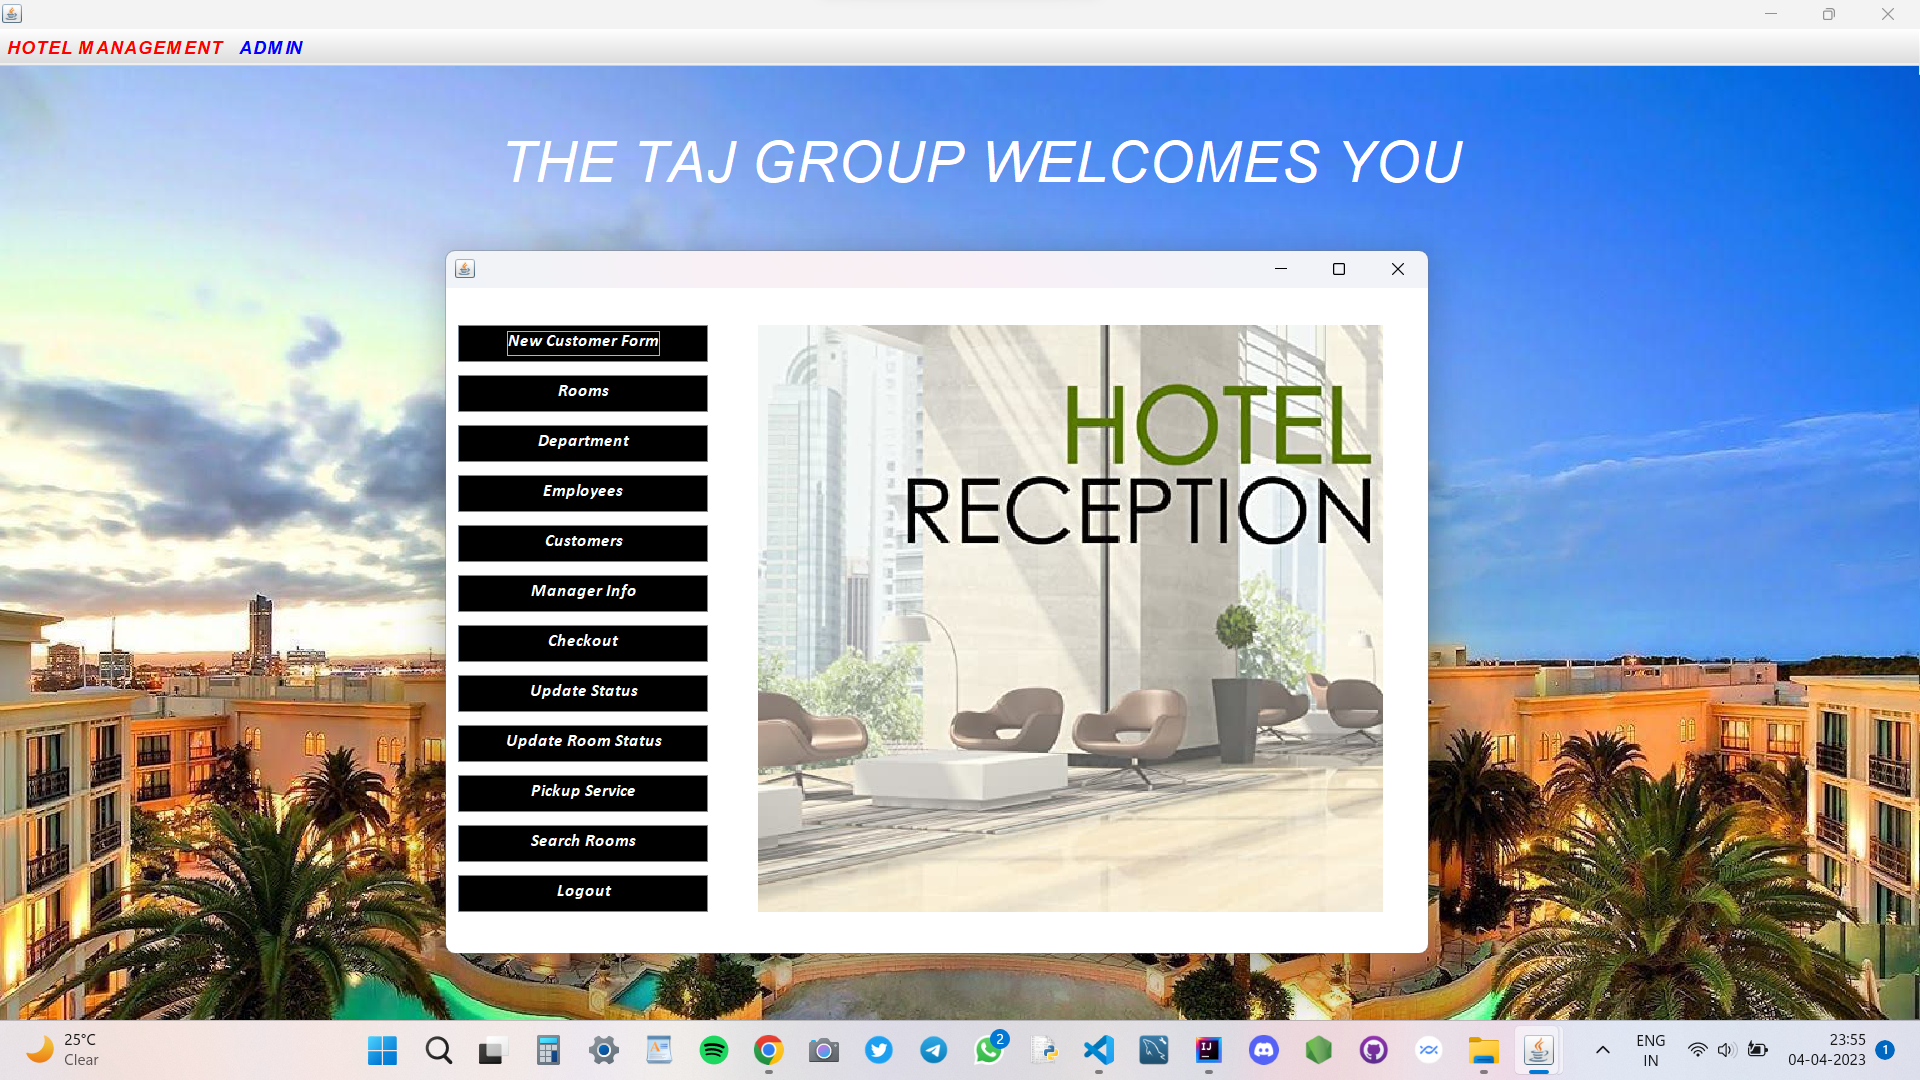 HOTEL MANAGEMENT ADMIN
THE TAJ GROUP WELCOMES YOU
New Customer Form
Rooms
Department
Employees
Customers
Manager Info
Checkout
Update Status
Update Room Status
Pickup Service
Search Rooms
Logout
HOTEL
RECEPTION
25°C
Clear
2
IJ
ENG
IN
23:55
04-04-2023
1